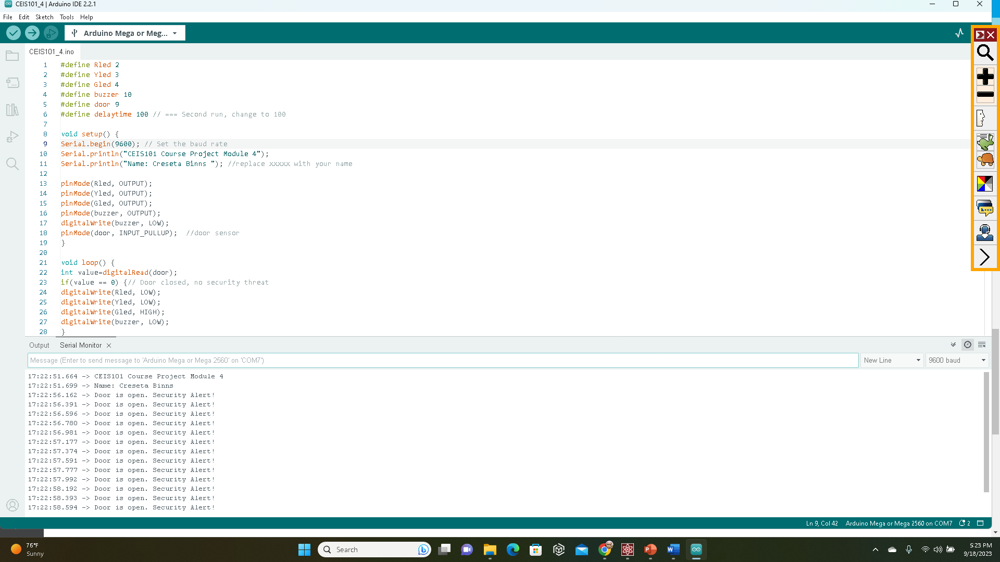 CEIS101_4 | Arduino IDE 2.2.1
File Edit Sketch Tools Help
Arduino Mega or Meg...
CEIS101_4.ino
1 #define Rled 2
2 #define Yled 3
3 #define Gled 4
4 #define buzzer 10
5 #define door 9
6 #define delaytime 100 // === Second run, change to 100
7
8 void setup() {
9 Serial.begin(9600); // Set the baud rate
10 Serial.println("CEIS101 Course Project Module 4");
11 Serial.println("Name: Creseta Binns "); //replace xxxxx with your name
12
13 pinMode(Rled, OUTPUT);
14 pinMode(Yled, OUTPUT);
15 pinMode(Gled, OUTPUT);
16 pinMode(buzzer, OUTPUT);
17 digitalWrite(buzzer, LOW);
18 pinMode(door, INPUT_PULLUP);  //door sensor
19 }
20
21 void loop() {
22 int value=digitalRead(door);
23 if(value == 0) {// Door closed, no security threat
24 digitalWrite(Rled, LOW);
25 digitalWrite(Yled, LOW);
26 digitalWrite(Gled, HIGH);
27 digitalWrite(buzzer, LOW);
28 }
Output Serial Monitor
Message (Enter to send message to 'Arduino Mega or Mega 2560' on 'COM7') New Line 9600 baud
17:22:51.664 -> CEIS101 Course Project Module 4
17:22:51.699 -> Name: Creseta Binns
17:22:56.162 -> Door is open. Security Alert!
17:22:56.391 -> Door is open. Security Alert!
17:22:56.596 -> Door is open. Security Alert!
17:22:56.780 -> Door is open. Security Alert!
17:22:56.981 -> Door is open. Security Alert!
17:22:57.177 -> Door is open. Security Alert!
17:22:57.374 -> Door is open. Security Alert!
17:22:57.591 -> Door is open. Security Alert!
17:22:57.777 -> Door is open. Security Alert!
17:22:57.992 -> Door is open. Security Alert!
17:22:58.192 -> Door is open. Security Alert!
17:22:58.393 -> Door is open. Security Alert!
17:22:58.594 -> Door is open. Security Alert!
Ln 9, Col 42 Arduino Mega or Mega 2560 on COM7 2
76°F
Sunny
Search
5:23 PM
9/18/2023